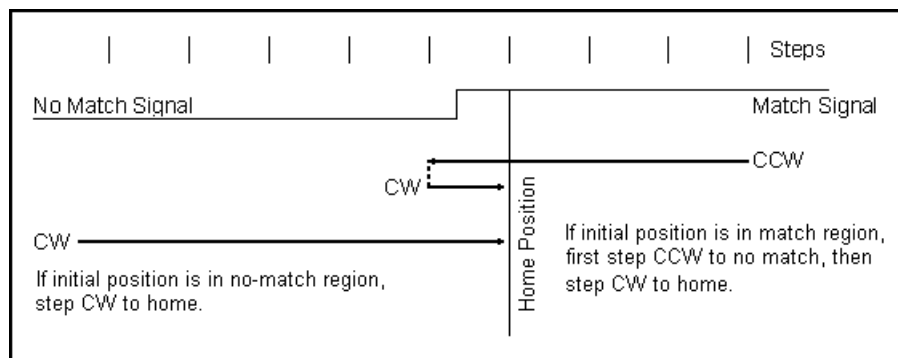 Steps
No Match Signal
Match Signal
CCW
CW
CW
Home Position
If initial position is in match region,
first step CCW to no match, then
step CW to home.
If initial position is in no-match region,
step CW to home.